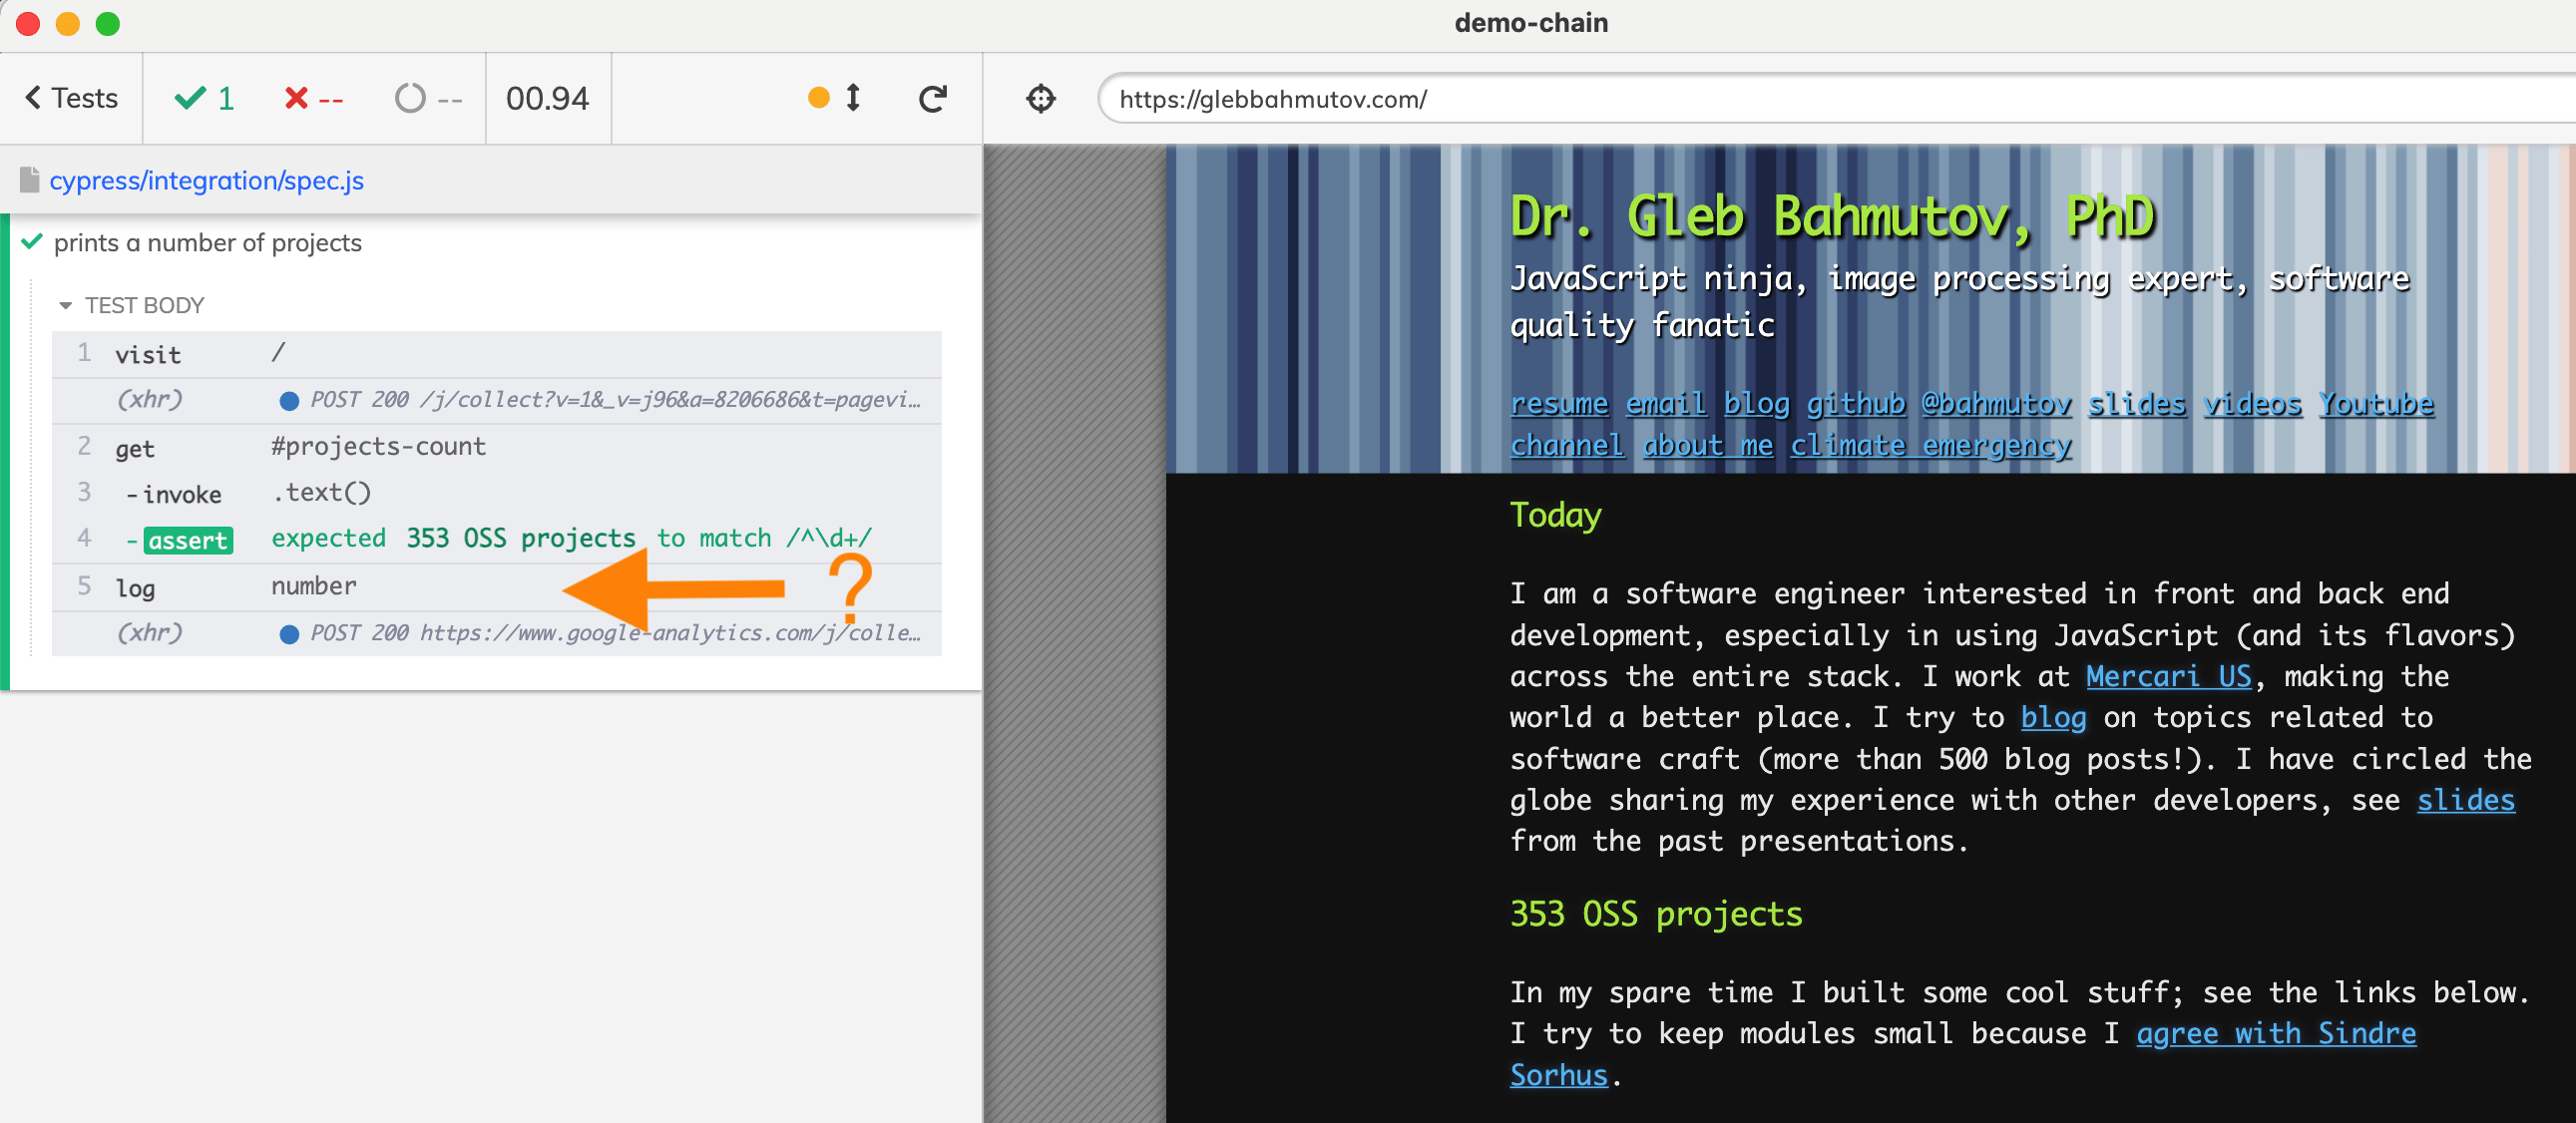 demo-chain
Tests 1 -- -- 00.94
https://glebbahmutov.com/
cypress/integration/spec.js
prints a number of projects
TEST BODY
1 visit /
(xhr) POST 200 /j/collect?v=1&_v=j96&a=8206686&t=pagevi…
2 get #projects-count
3 -invoke .text()
4 -assert expected 353 OSS projects to match /^\d+/
5 log number
?
(xhr) POST 200 https://www.google-analytics.com/j/colle…
Dr. Gleb Bahmutov, PhD
JavaScript ninja, image processing expert, software
quality fanatic
resume email blog github @bahmutov slides videos Youtube
channel about me climate emergency
Today
I am a software engineer interested in front and back end
development, especially in using JavaScript (and its flavors)
across the entire stack. I work at Mercari US, making the
world a better place. I try to blog on topics related to
software craft (more than 500 blog posts!). I have circled the
globe sharing my experience with other developers, see slides
from the past presentations.
353 OSS projects
In my spare time I built some cool stuff; see the links below.
I try to keep modules small because I agree with Sindre
Sorhus.